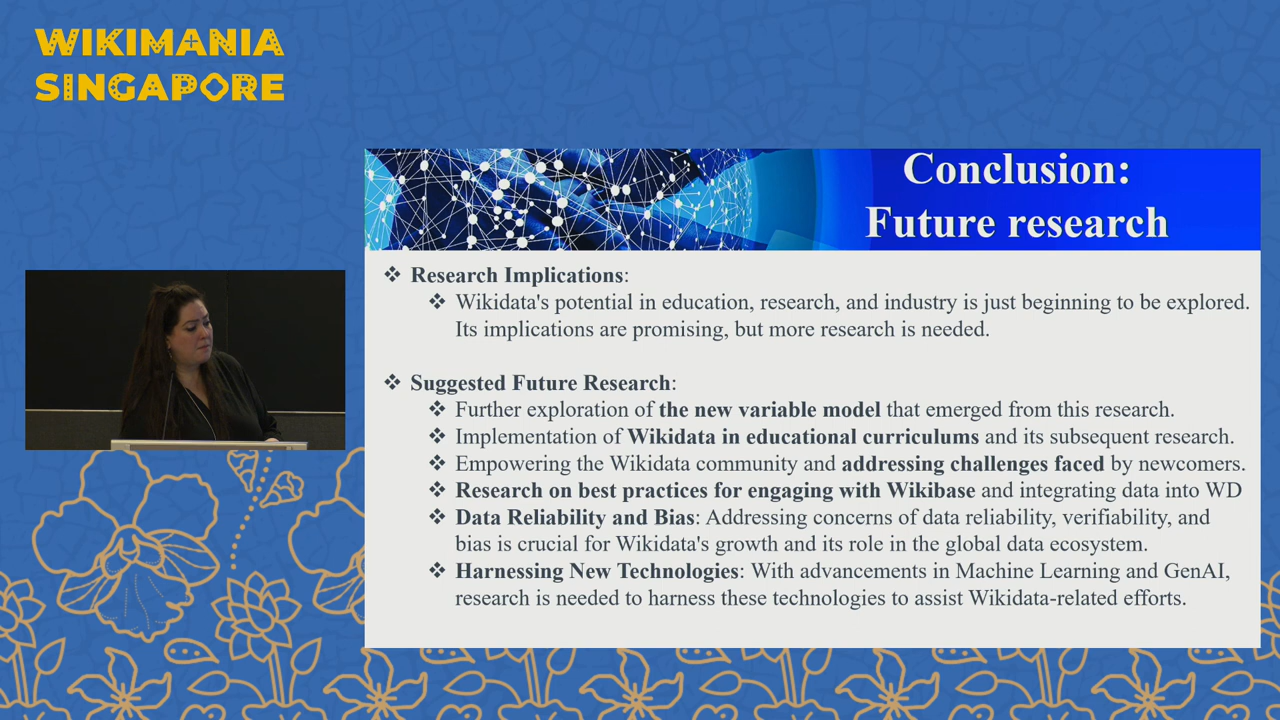 WIKIMANIA
SINGAPORE
Conclusion:
Future research
❖ Research Implications:
❖ Wikidata's potential in education, research, and industry is just beginning to be explored.
Its implications are promising, but more research is needed.
❖ Suggested Future Research:
❖ Further exploration of the new variable model that emerged from this research.
❖ Implementation of Wikidata in educational curriculums and its subsequent research.
❖ Empowering the Wikidata community and addressing challenges faced by newcomers.
❖ Research on best practices for engaging with Wikibase and integrating data into WD
❖ Data Reliability and Bias: Addressing concerns of data reliability, verifiability, and
bias is crucial for Wikidata's growth and its role in the global data ecosystem.
❖ Harnessing New Technologies: With advancements in Machine Learning and GenAI,
research is needed to harness these technologies to assist Wikidata-related efforts.